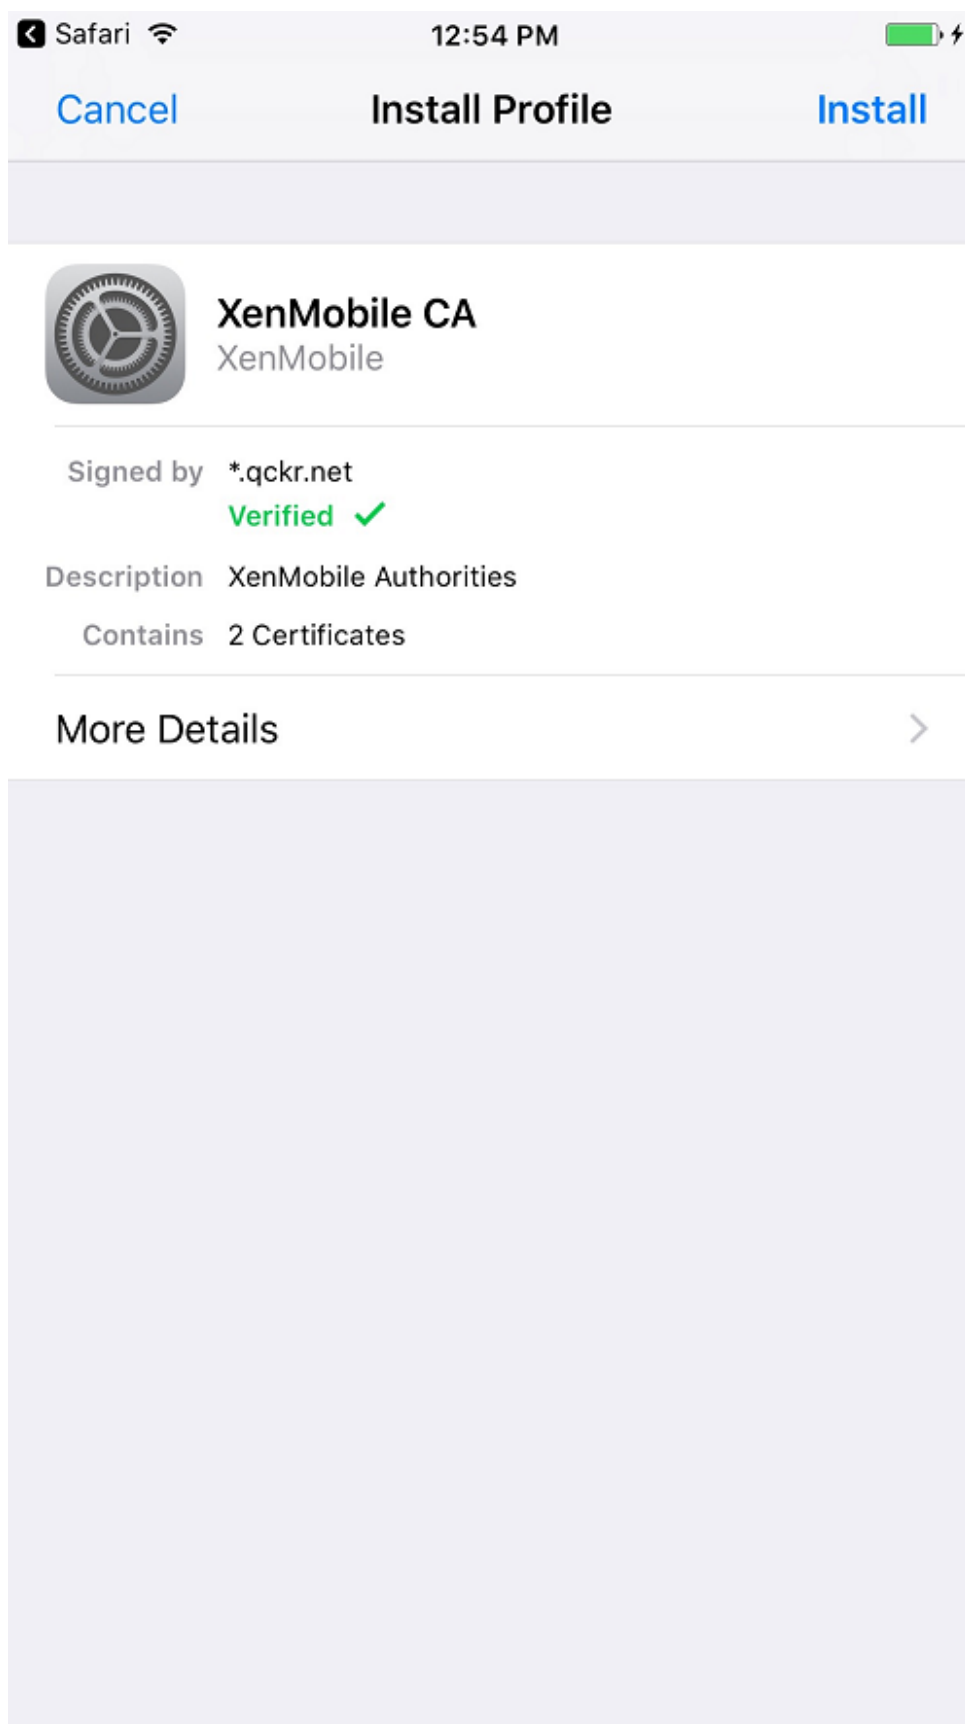 Safari 12:54 PM
Cancel Install Profile Install
XenMobile CA
XenMobile
Signed by *.qckr.net
Verified
Description XenMobile Authorities
Contains 2 Certificates
More Details